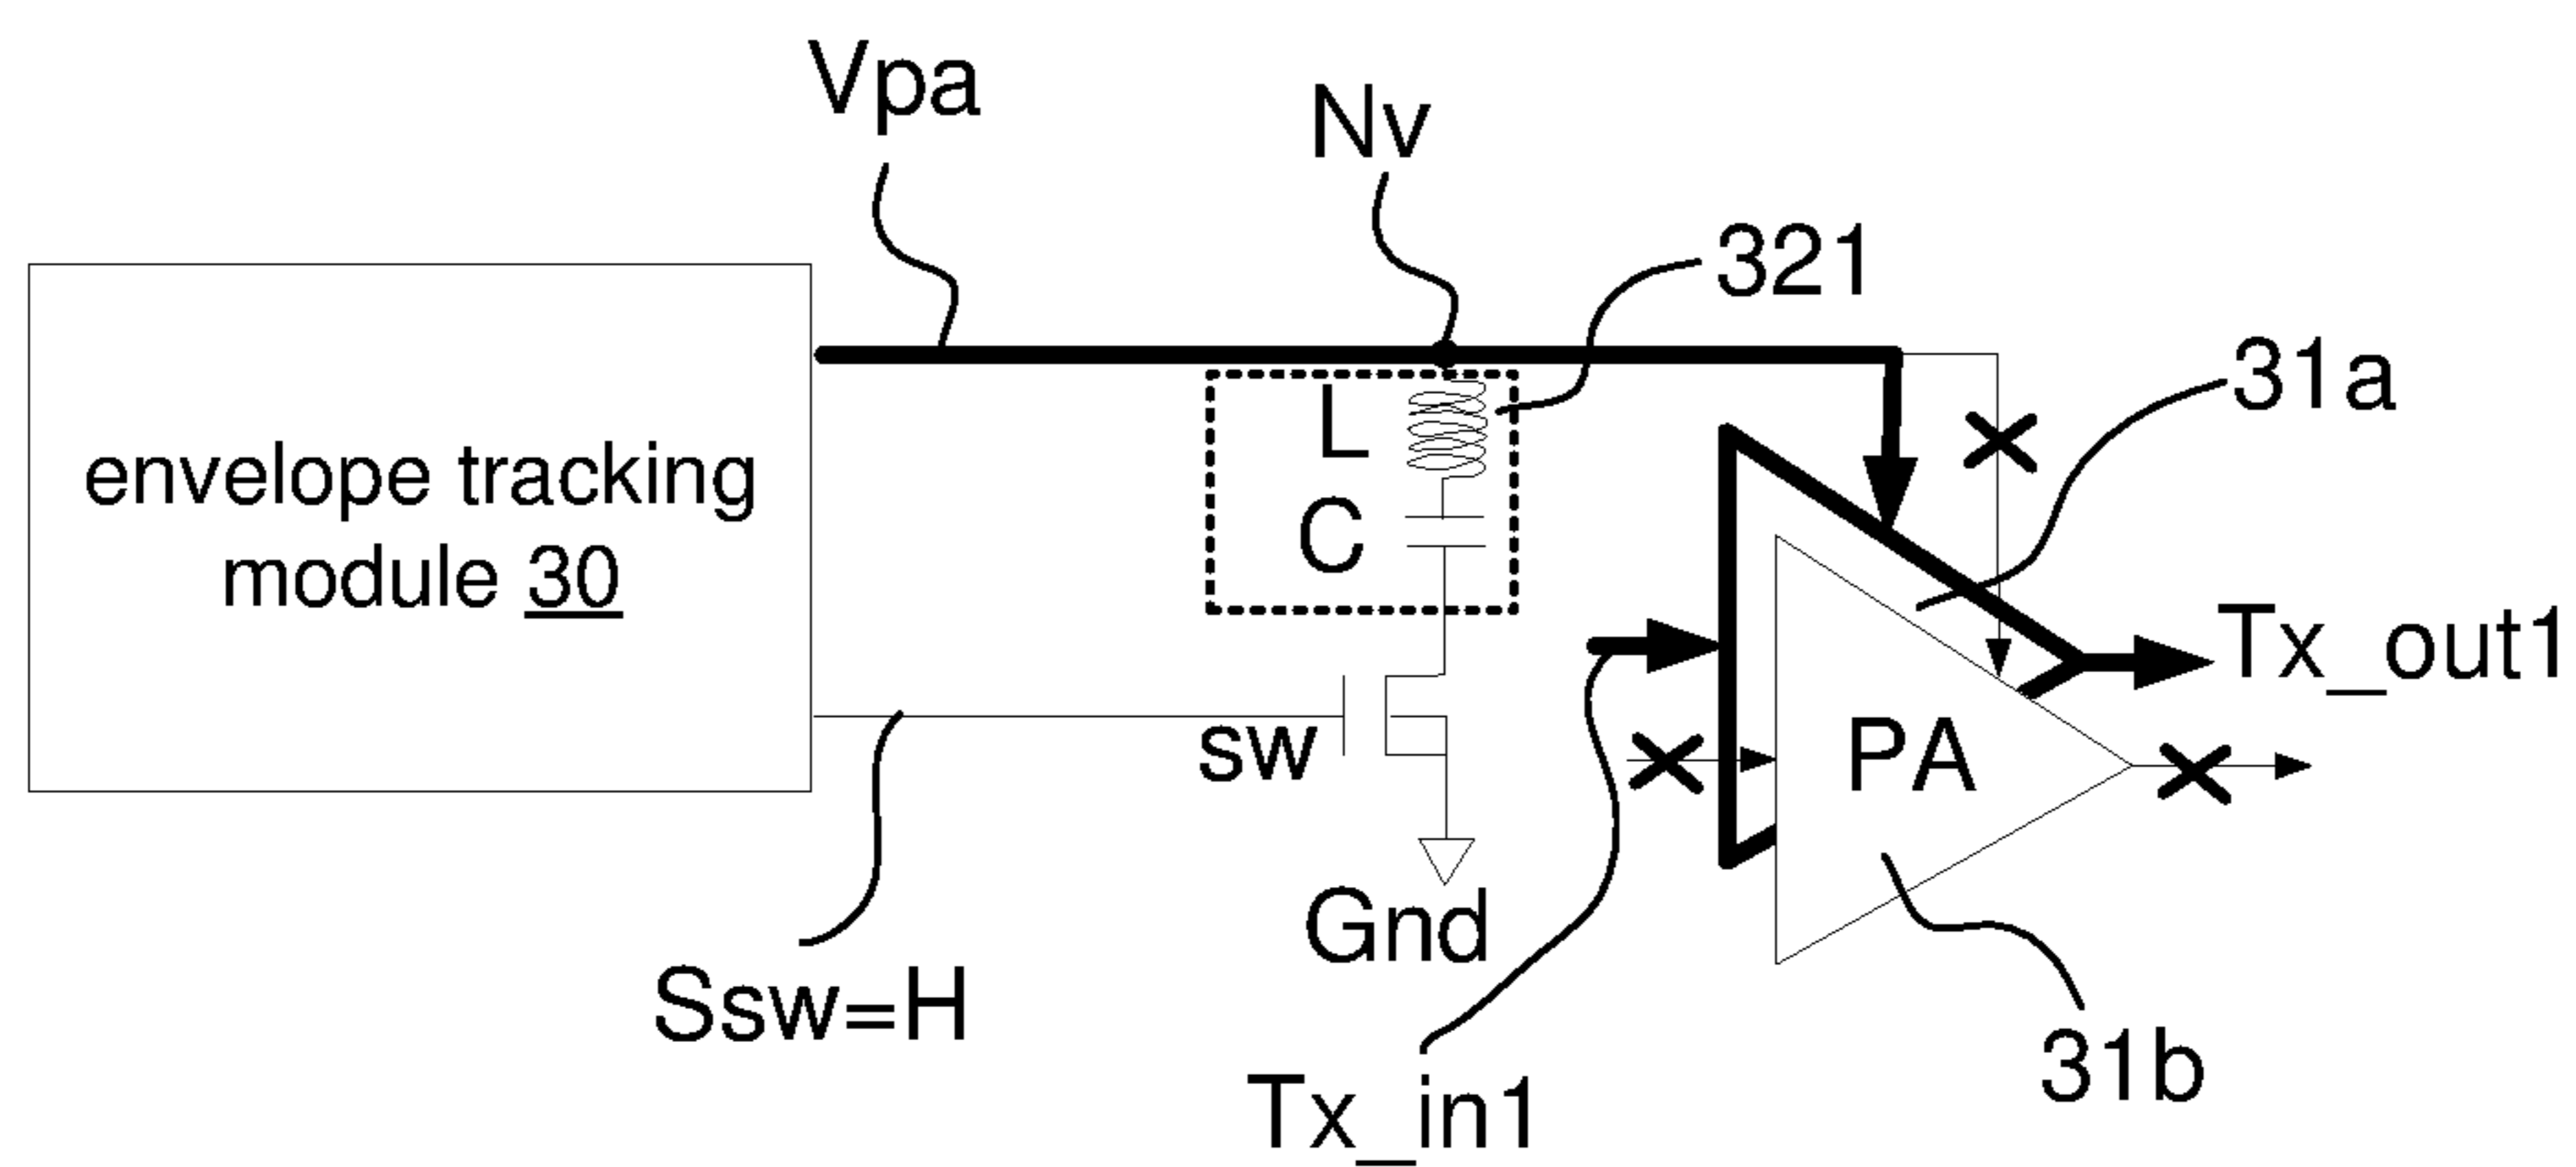 Vpa
Nv
321
31a
L
envelope tracking
module 30
C
Tx_out1
sw
PA
Gnd
Ssw=H
31b
Tx_in1